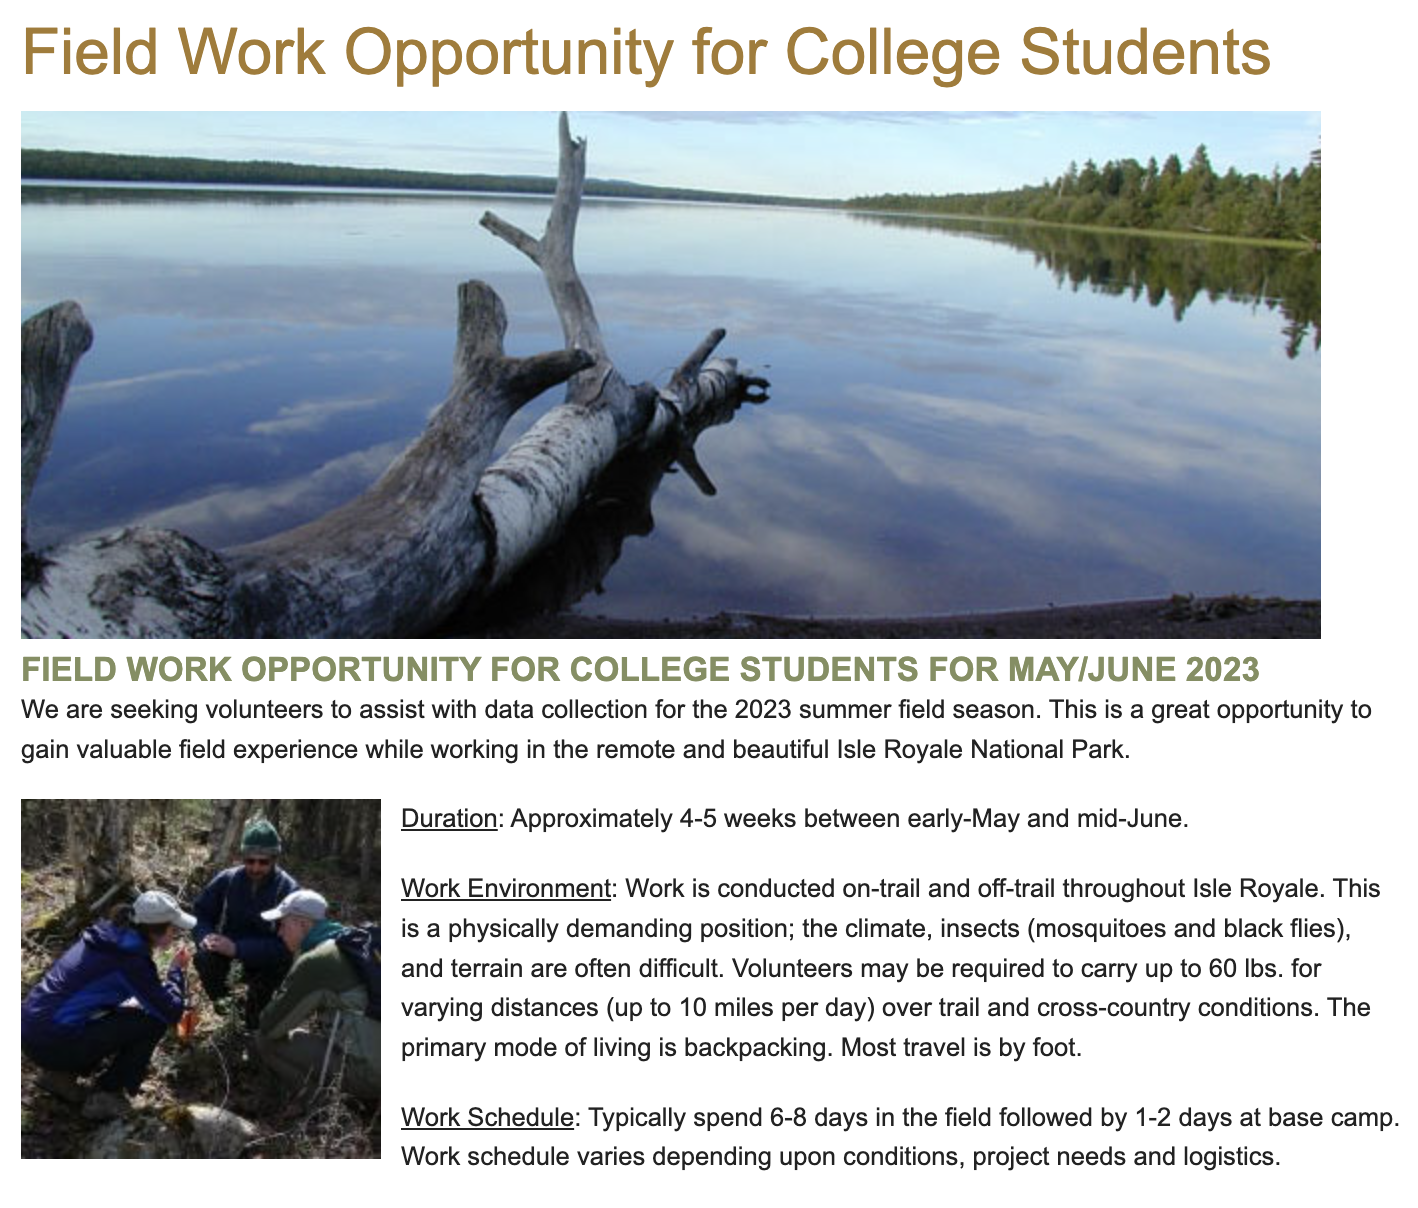 Field Work Opportunity for College Students
FIELD WORK OPPORTUNITY FOR COLLEGE STUDENTS FOR MAY/JUNE 2023
We are seeking volunteers to assist with data collection for the 2023 summer field season. This is a great opportunity to
gain valuable field experience while working in the remote and beautiful Isle Royale National Park.
Duration: Approximately 4-5 weeks between early-May and mid-June.
Work Environment: Work is conducted on-trail and off-trail throughout Isle Royale. This
is a physically demanding position; the climate, insects (mosquitoes and black flies),
and terrain are often difficult. Volunteers may be required to carry up to 60 lbs. for
varying distances (up to 10 miles per day) over trail and cross-country conditions. The
primary mode of living is backpacking. Most travel is by foot.
Work Schedule: Typically spend 6-8 days in the field followed by 1-2 days at base camp.
Work schedule varies depending upon conditions, project needs and logistics.